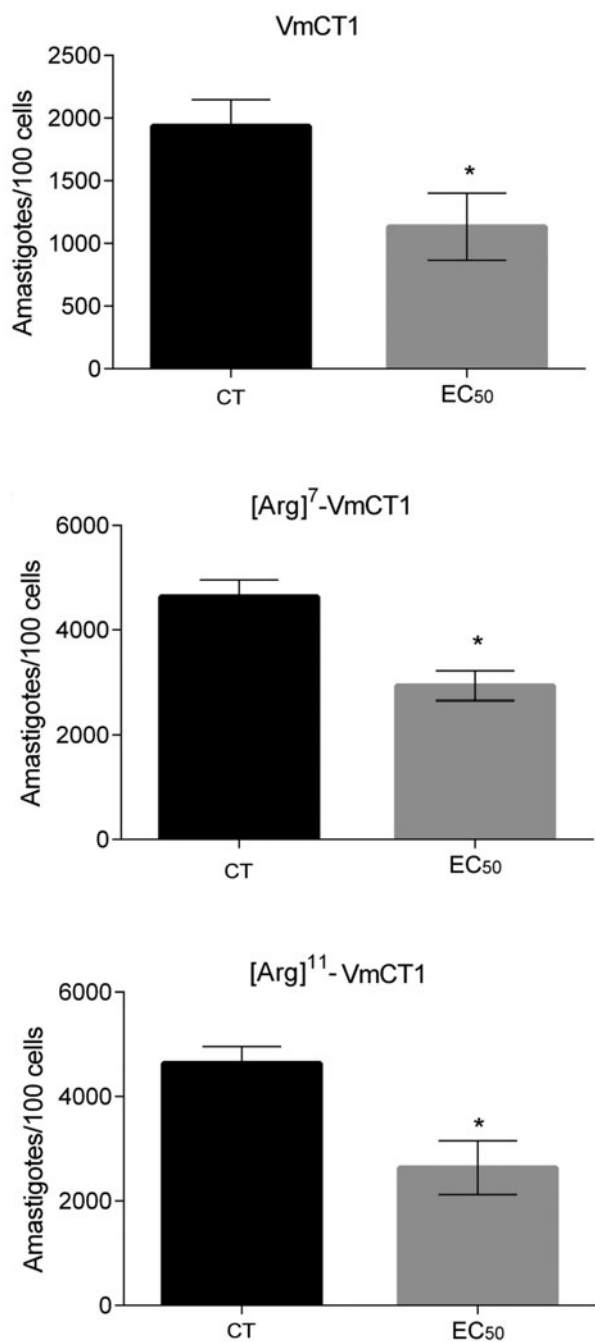 VmCT1
2500
2000
1500
1000
500
0
Amastigotes/100 cells
*
CT EC₅₀
[Arg]⁷-VmCT1
6000
4000
2000
0
Amastigotes/100 cells
*
CT EC₅₀
[Arg]¹¹- VmCT1
6000
4000
2000
0
Amastigotes/100 cells
*
CT EC₅₀